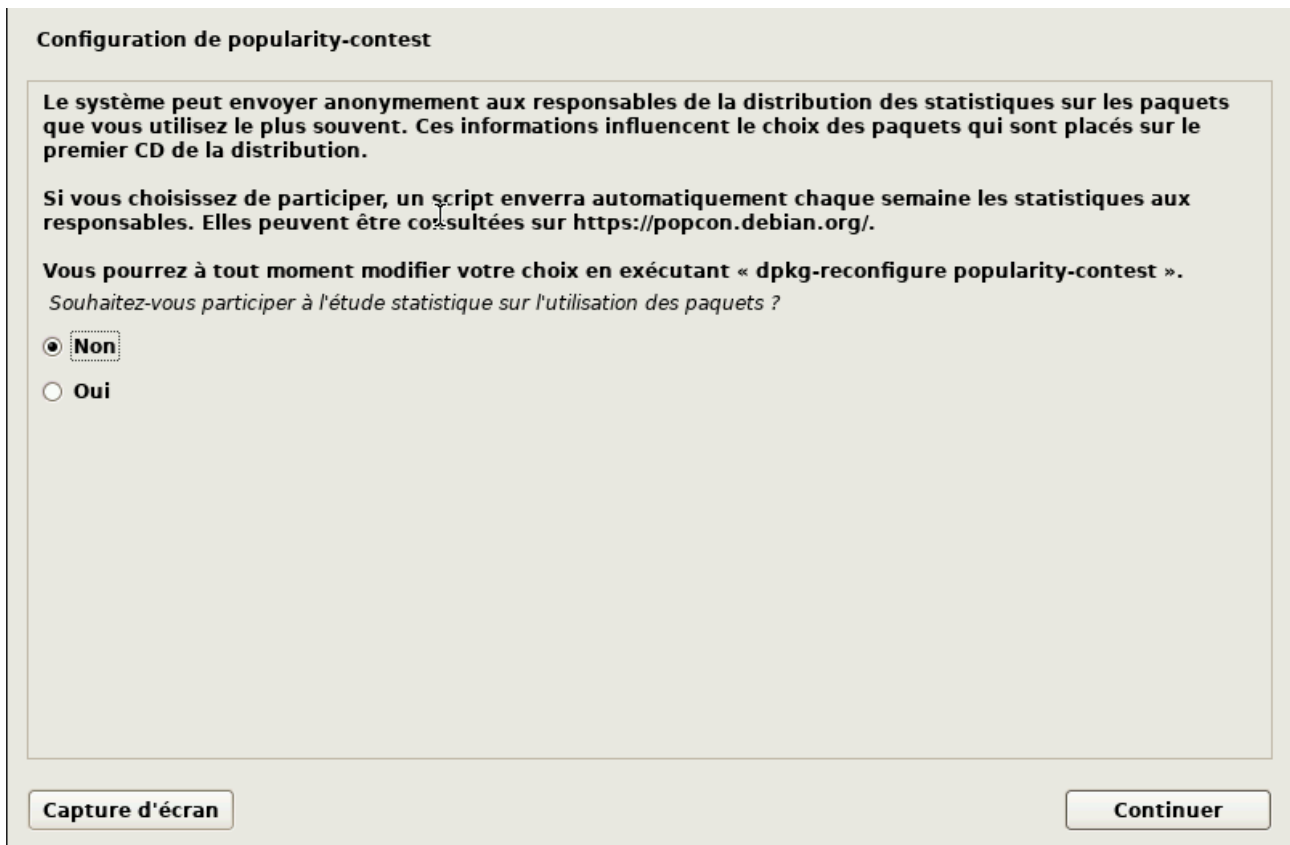 Configuration de popularity-contest
Le système peut envoyer anonymement aux responsables de la distribution des statistiques sur les paquets
que vous utilisez le plus souvent. Ces informations influencent le choix des paquets qui sont placés sur le
premier CD de la distribution.
Si vous choisissez de participer, un script enverra automatiquement chaque semaine les statistiques aux
responsables. Elles peuvent être consultées sur https://popcon.debian.org/.
Vous pourrez à tout moment modifier votre choix en exécutant « dpkg-reconfigure popularity-contest ».
Souhaitez-vous participer à l'étude statistique sur l'utilisation des paquets ?
Non
Oui
Capture d'écran
Continuer